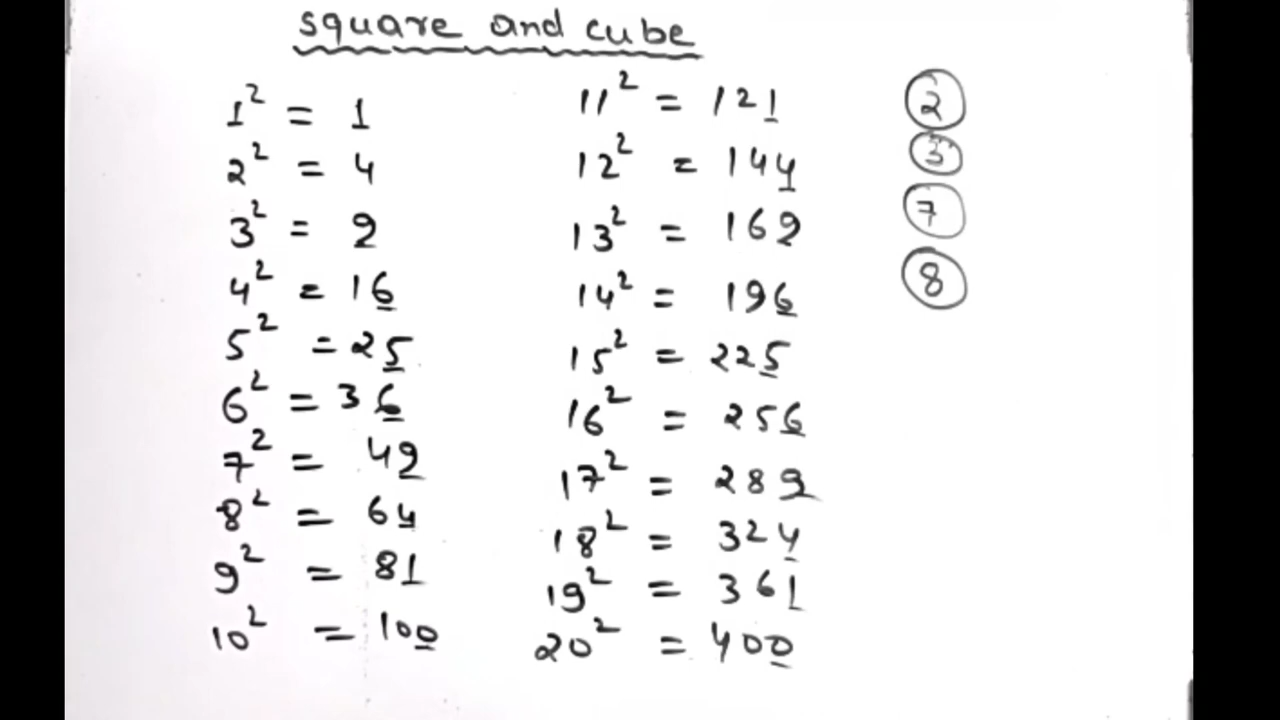 square and cube
1² = 1
2² = 4
3² = 9
4² = 16
5² = 25
6² = 36
7² = 49
8² = 64
9² = 81
10² = 100
11² = 121
12² = 144
13² = 169
14² = 196
15² = 225
16² = 256
17² = 289
18² = 324
19² = 361
20² = 400
2
3
7
8